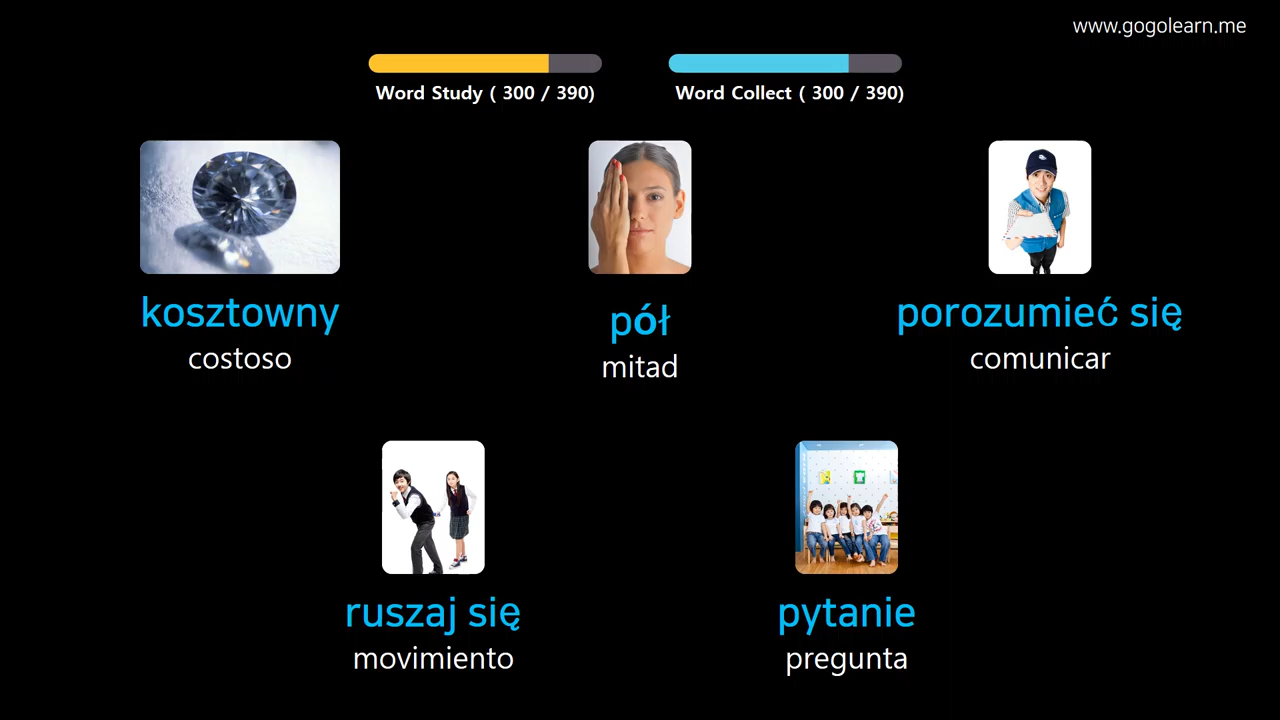 www.gogolearn.me
Word Study ( 300 / 390)
Word Collect ( 300 / 390)
kosztowny
costoso
pół
mitad
porozumieć się
comunicar
ruszaj się
movimiento
pytanie
pregunta